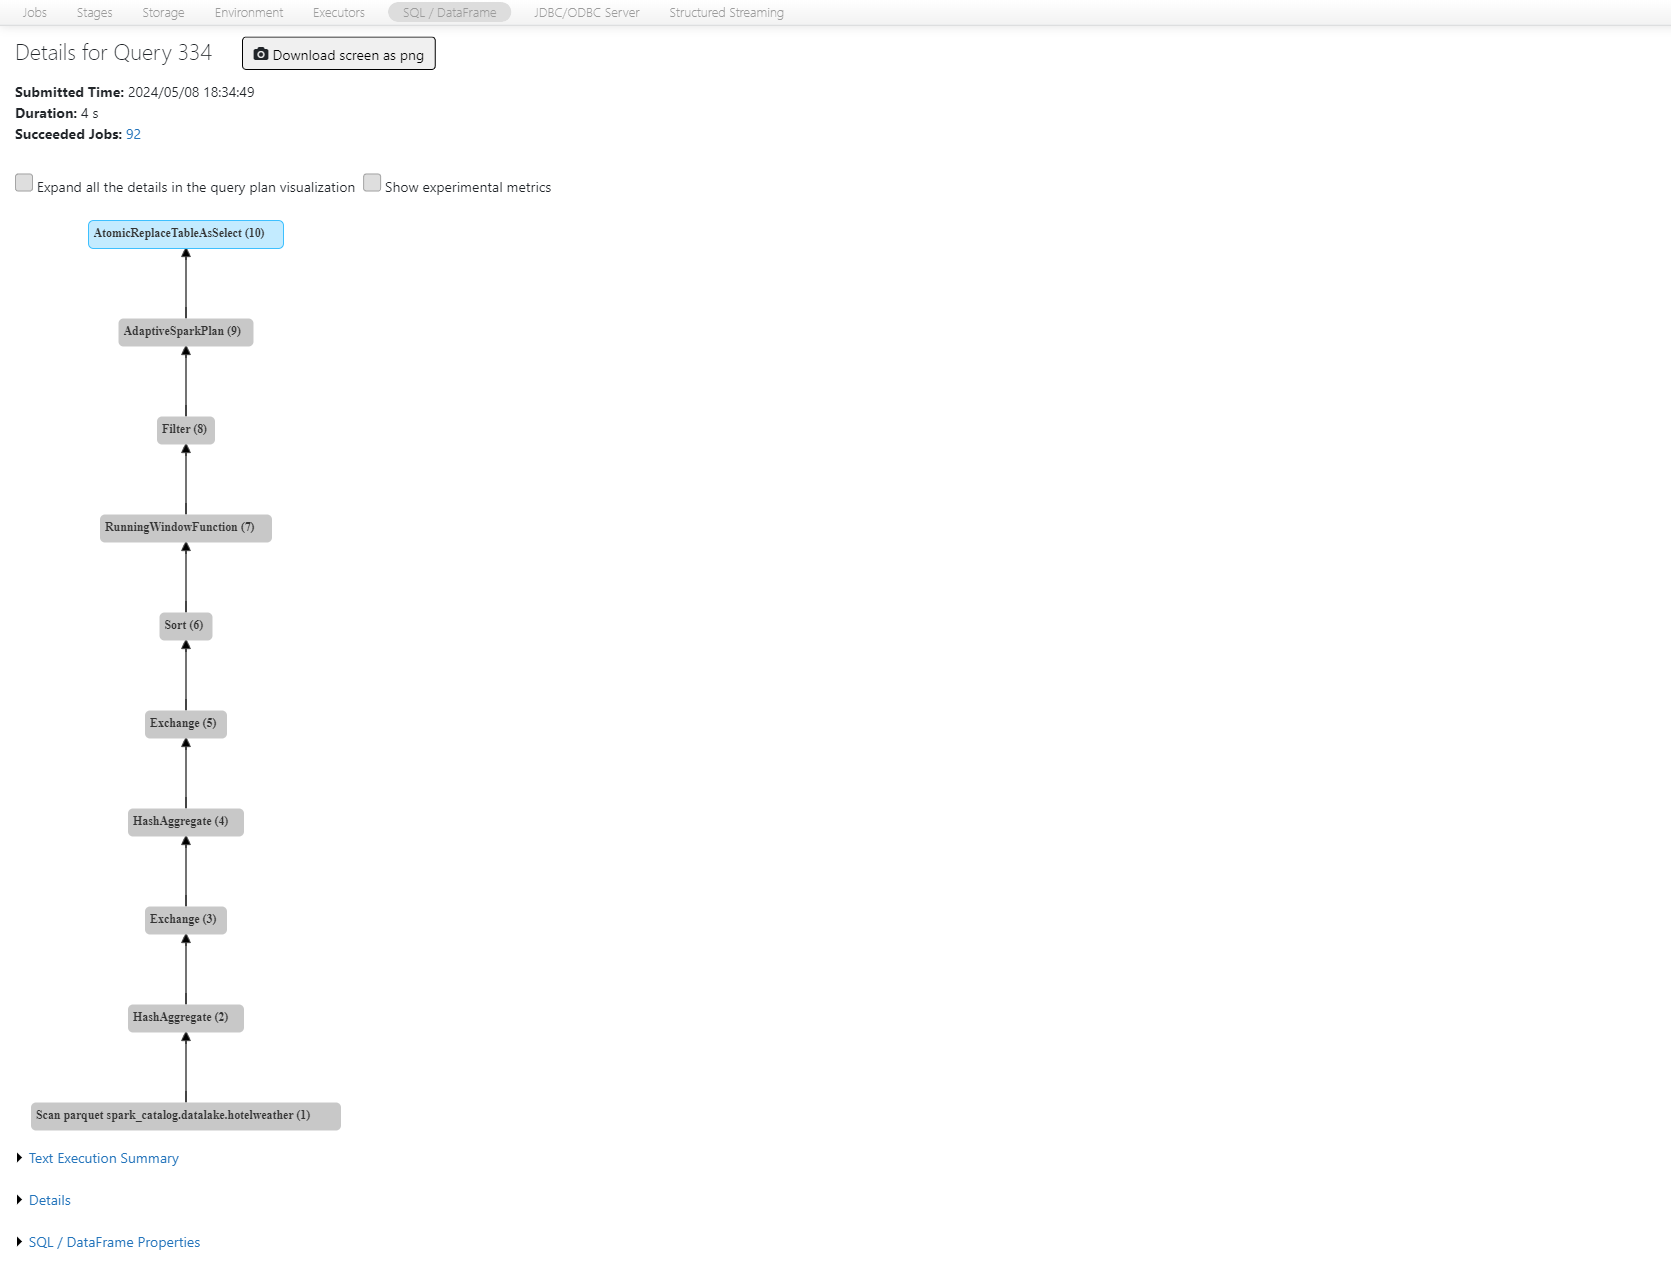 Jobs Stages Storage Environment Executors SQL / DataFrame JDBC/ODBC Server Structured Streaming
Details for Query 334 Download screen as png
Submitted Time: 2024/05/08 18:34:49
Duration: 4 s
Succeeded Jobs: 92
Expand all the details in the query plan visualization Show experimental metrics
AtomicReplaceTableAsSelect (10)
AdaptiveSparkPlan (9)
Filter (8)
RunningWindowFunction (7)
Sort (6)
Exchange (5)
HashAggregate (4)
Exchange (3)
HashAggregate (2)
Scan parquet spark_catalog.datalake.hotelweather (1)
Text Execution Summary
Details
SQL / DataFrame Properties